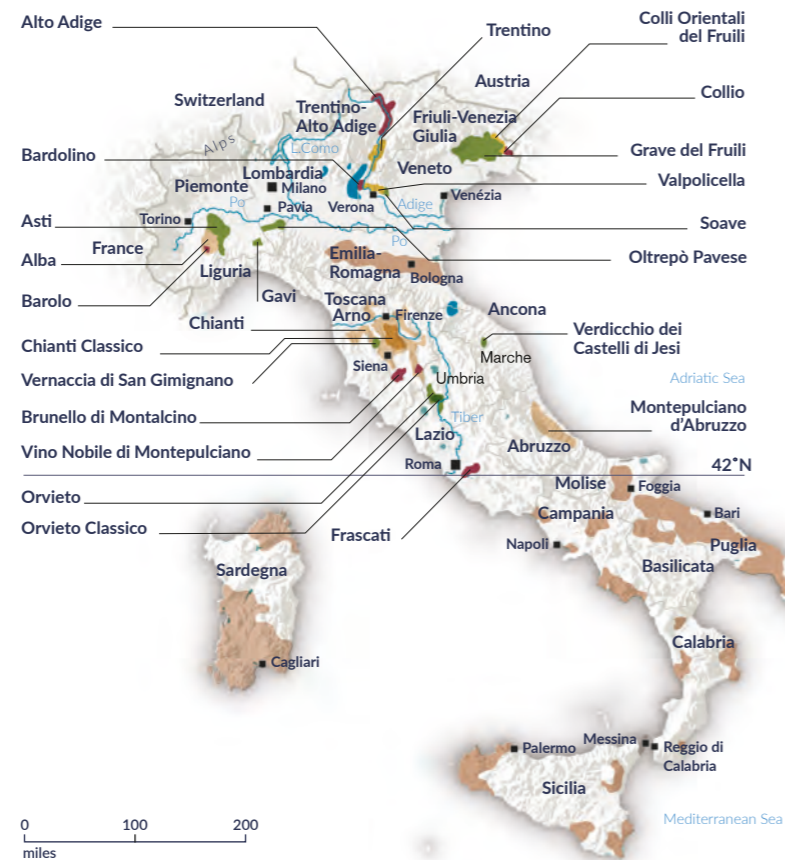 Alto Adige
Trentino
Colli Orientali
del Fruili
Austria
Switzerland
Collio
Trentino-
Alto Adige
Friuli-Venezia
Giulia
Alps
L.Como
Bardolino
Grave del Fruili
Lombardia
Veneto
Piemonte
Milano
Valpolicella
Po
Pavia
Verona
Adige
Venézia
Asti
Torino
Soave
France
Po
Alba
Emilia-
Romagna
Oltrepò Pavese
Liguria
Bologna
Barolo
Gavi
Toscana
Ancona
Arno
Firenze
Chianti
Verdicchio dei
Castelli di Jesi
Chianti Classico
Marche
Siena
Vernaccia di San Gimignano
Umbria
Adriatic Sea
Brunello di Montalcino
Tiber
Montepulciano
d'Abruzzo
Lazio
Abruzzo
Vino Nobile di Montepulciano
Roma
42°N
Molise
Foggia
Orvieto
Campania
Bari
Orvieto Classico
Frascati
Napoli
Puglia
Basilicata
Sardegna
Calabria
Cagliari
Messina
Palermo
Reggio di
Calabria
Sicilia
Mediterranean Sea
0 100 200
miles